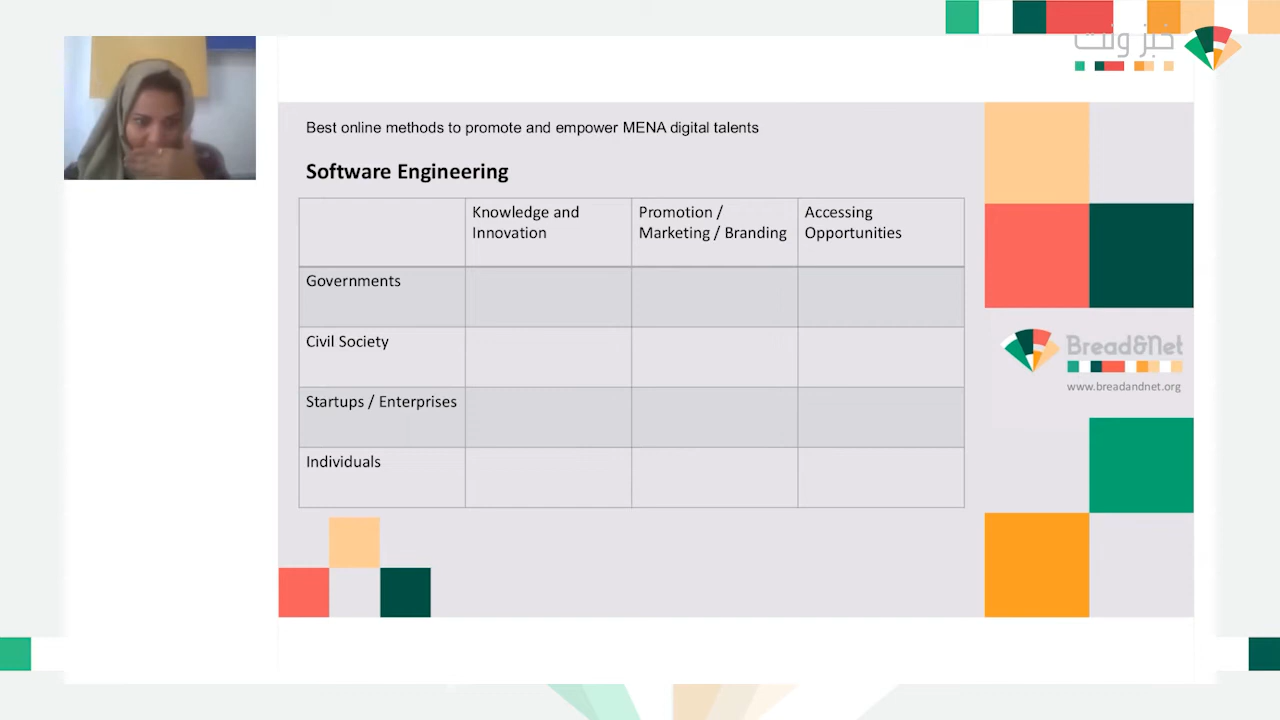 خبز ونت
Best online methods to promote and empower MENA digital talents
Software Engineering
Knowledge and
Innovation
Promotion /
Marketing / Branding
Accessing
Opportunities
Governments
Civil Society
Startups / Enterprises
Individuals
Bread&Net
www.breadandnet.org